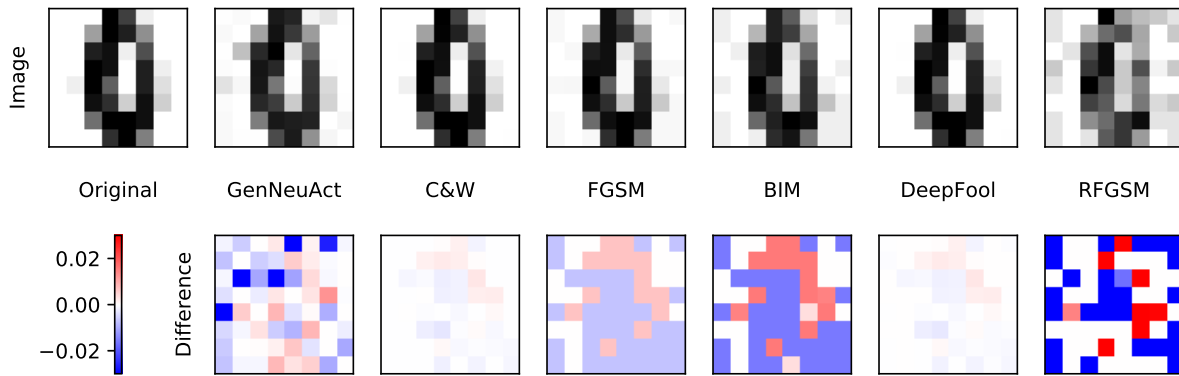 Image
Original
GenNeuAct
C&W
FGSM
BIM
DeepFool
RFGSM
0.02
0.00
−0.02
Difference